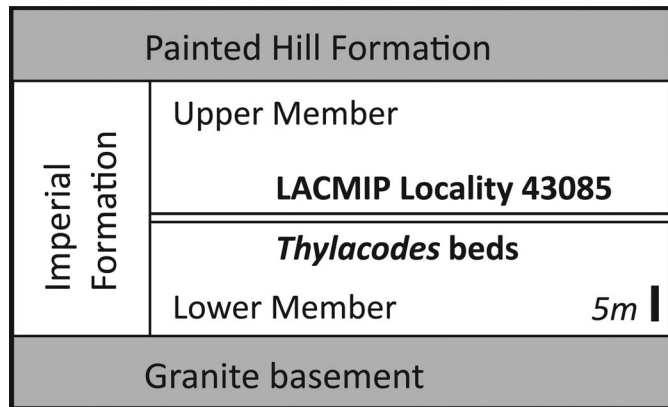 Painted Hill Formation
Imperial
Formation
Upper Member
LACMIP Locality 43085
Thylacodes beds
Lower Member
5m
Granite basement